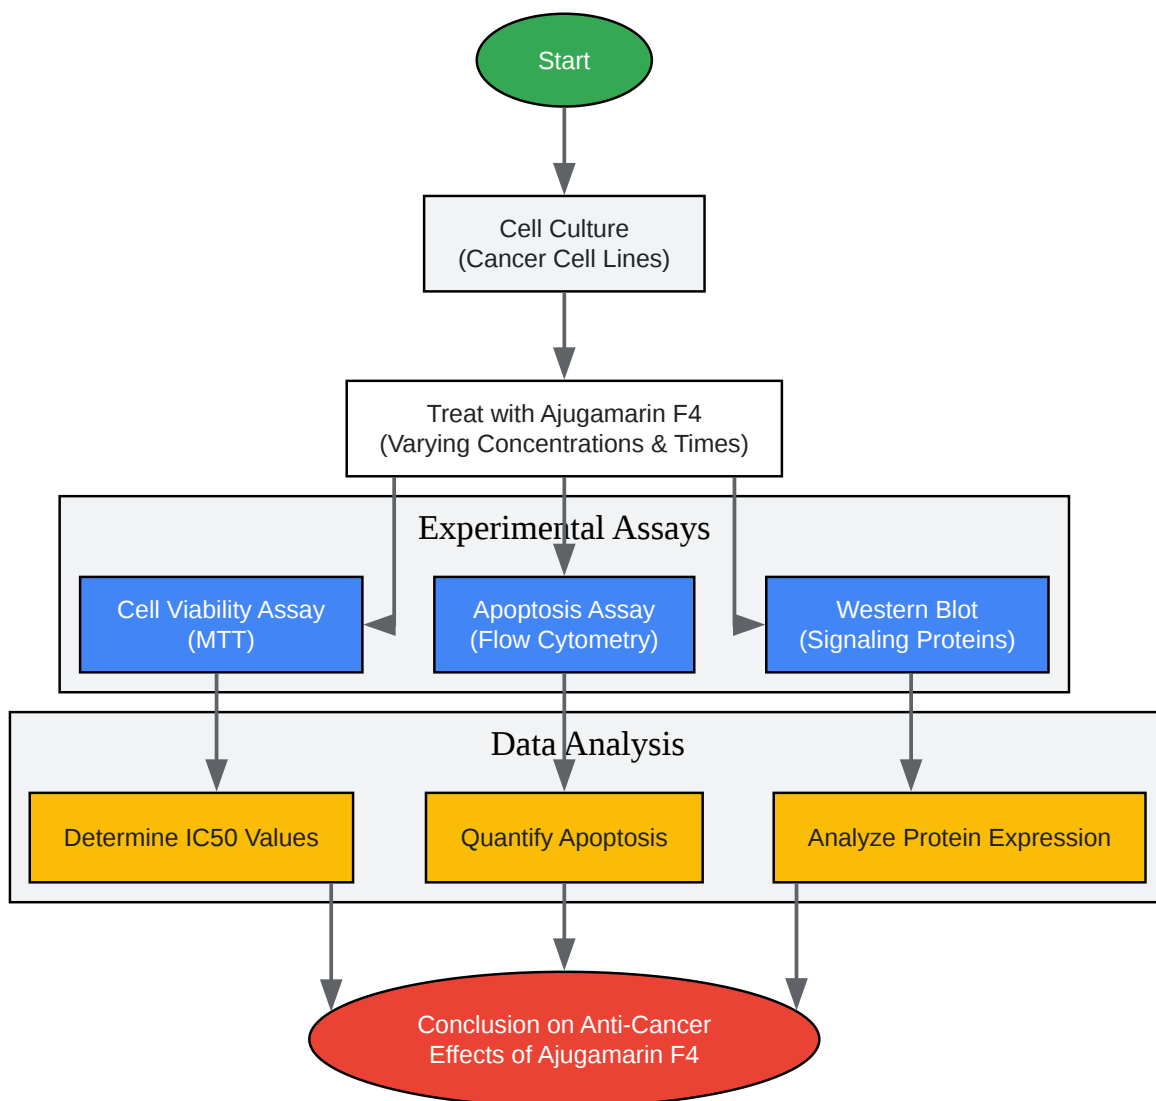 Start
Cell Culture
(Cancer Cell Lines)
Treat with Ajugamarin F4
(Varying Concentrations & Times)
Experimental Assays
Cell Viability Assay
(MTT)
Apoptosis Assay
(Flow Cytometry)
Western Blot
(Signaling Proteins)
Data Analysis
Determine IC50 Values
Quantify Apoptosis
Analyze Protein Expression
Conclusion on Anti-Cancer
Effects of Ajugamarin F4